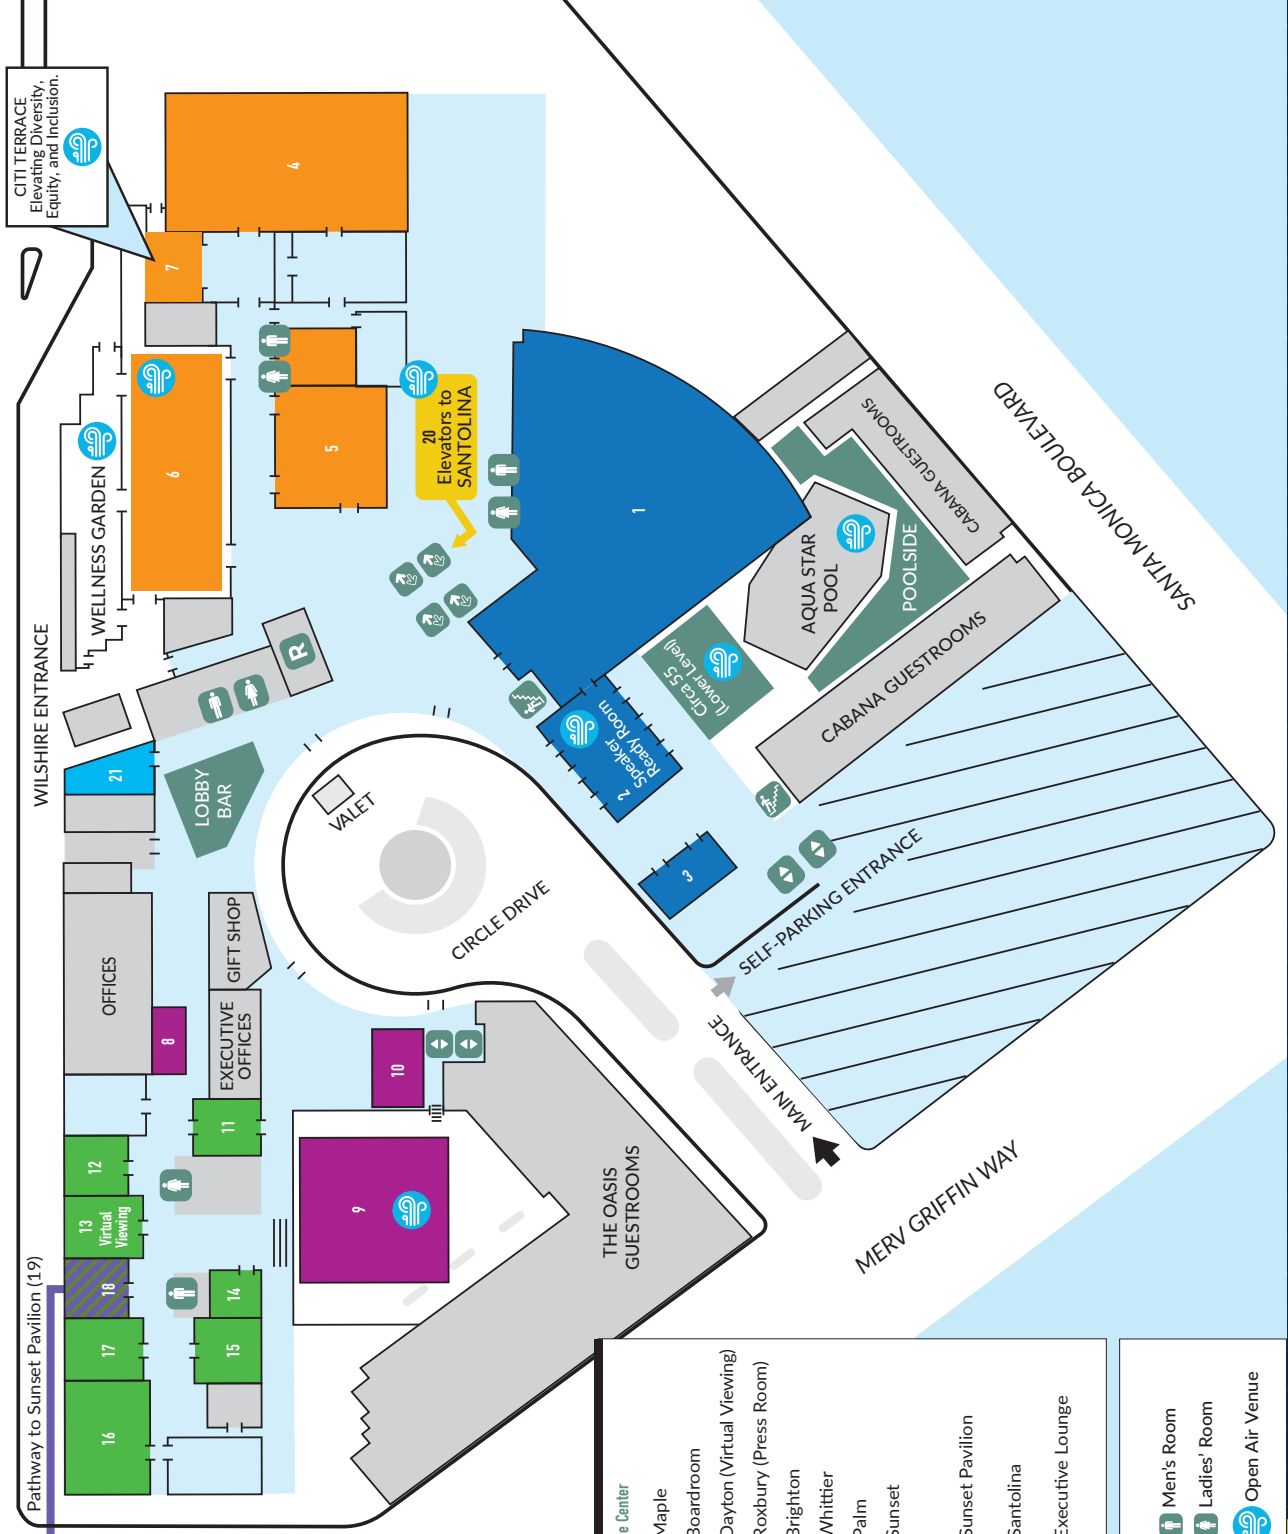 CITI TERRACE
Elevating Diversity,
Equity, and Inclusion.
4
7
WILSHIRE ENTRANCE
WELLNESS GARDEN
6
5
20
Elevators to
SANTOLINA
1
R
21
LOBBY
BAR
VALET
CIRCLE DRIVE
2
Speaker
Ready Room
3
Circa 55
(Lower Level)
AQUA STAR
POOL
POOLSIDE
CABANA GUESTROOMS
CABANA GUESTROOMS
SANTA MONICA BOULEVARD
SELF-PARKING ENTRANCE
MAIN ENTRANCE
MERV GRIFFIN WAY
OFFICES
GIFT SHOP
EXECUTIVE
OFFICES
8
10
9
11
12
13
Virtual
Viewing
18
14
17
15
16
THE OASIS
GUESTROOMS
Pathway to Sunset Pavilion (19)
e Center
Maple
Boardroom
Dayton (Virtual Viewing)
Roxbury (Press Room)
Brighton
Whittier
Palm
Sunset
Sunset Pavilion
Santolina
Executive Lounge
Men's Room
Ladies' Room
Open Air Venue